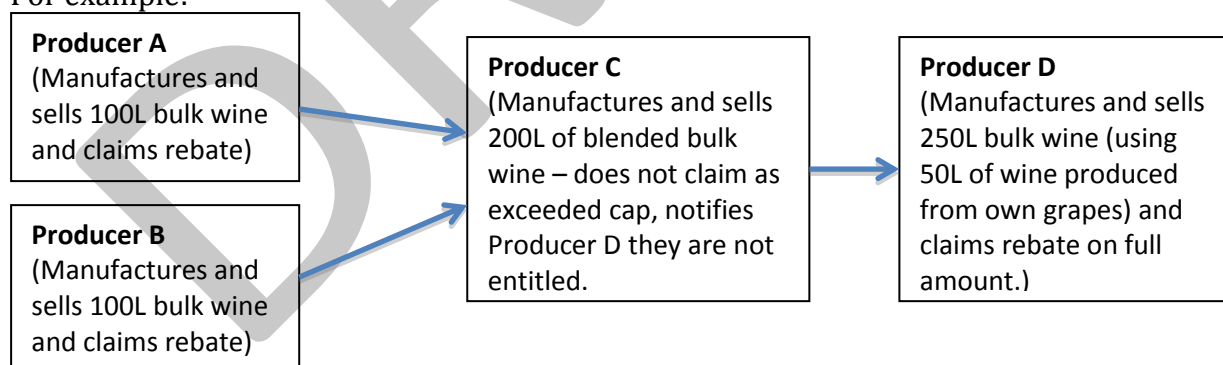 For example:
Producer A
(Manufactures and
sells 100L bulk wine
and claims rebate)
Producer B
(Manufactures and
sells 100L bulk wine
and claims rebate)
Producer C
(Manufactures and sells
200L of blended bulk
wine – does not claim as
exceeded cap, notifies
Producer D they are not
entitled.
Producer D
(Manufactures and sells
250L bulk wine (using
50L of wine produced
from own grapes) and
claims rebate on full
amount.)